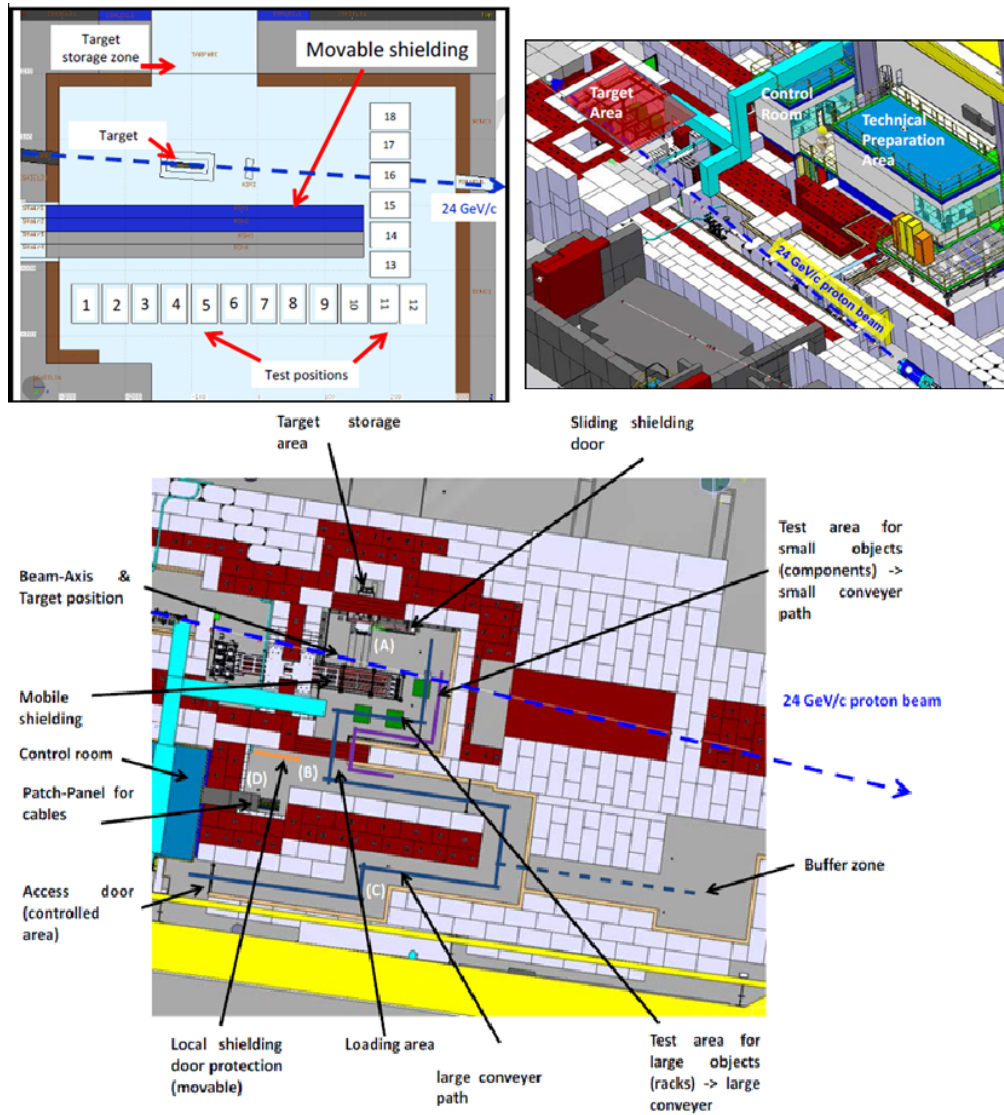 Target
storage zone
Movable shielding
Target
18
17
16
15
14
13
24 GeV/c
1 2 3 4 5 6 7 8 9 10 11 12
Test positions
Target
Area
Control
Room
Technical
Preparation
Area
24 GeV/c proton beam
Target storage
area
Sliding shielding
door
Test area for
small objects
(components) ->
small conveyer
path
Beam-Axis &
Target position
(A)
Mobile
shielding
24 GeV/c proton beam
Control room
(B)
(D)
Patch-Panel for
cables
Buffer zone
Access door
(controlled
area)
(C)
Local shielding
door protection
(movable)
Loading area
large conveyer
path
Test area for
large objects
(racks) -> large
conveyer